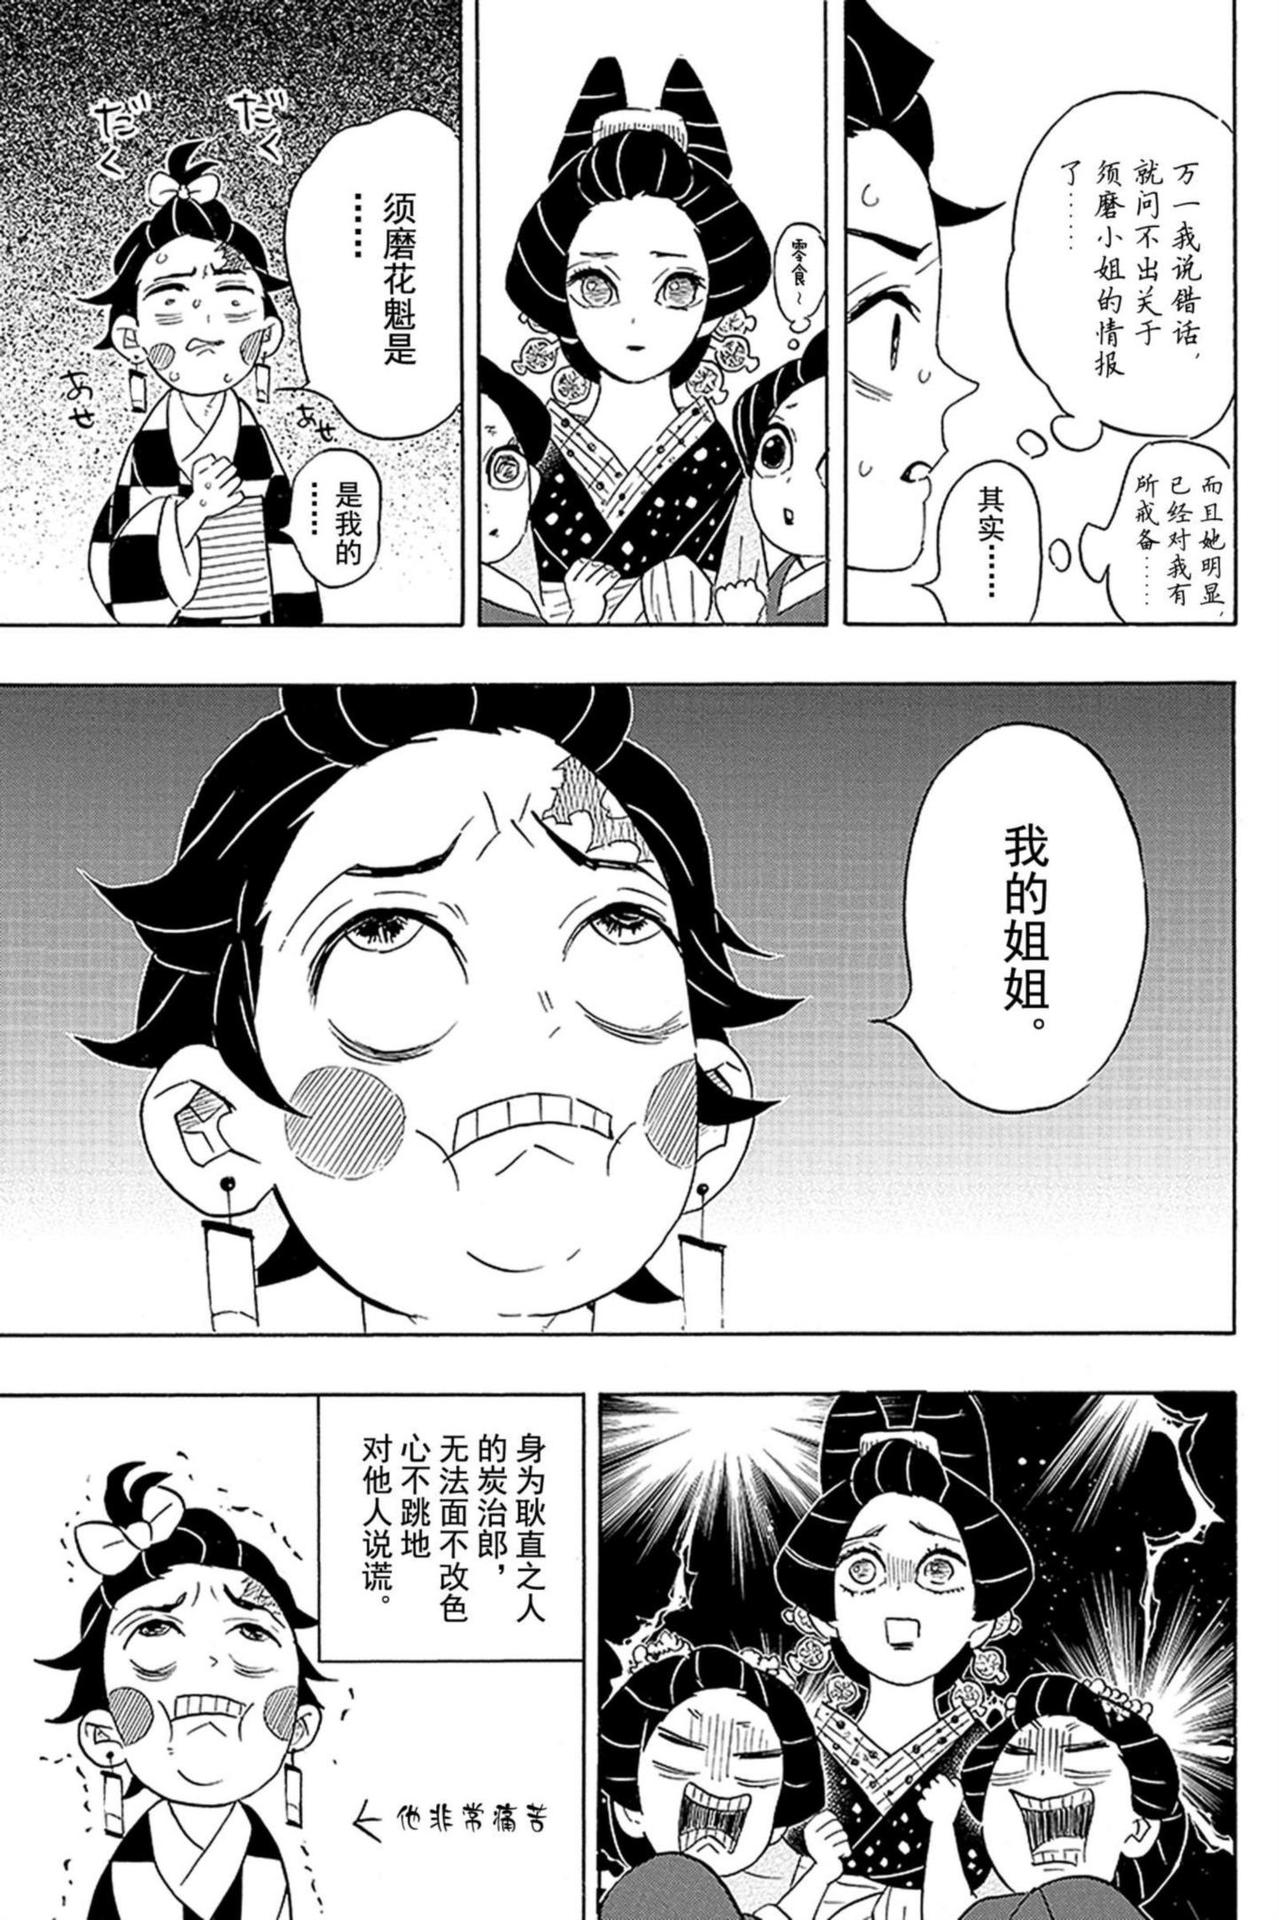 万一我说错话，
就问不出关于
须磨小姐的情报
了……
而且她明显，
已经对我有
所戒备……
其实……
零食～
须磨花魁是
……
是我的
……
だく
だく
あせ
あせ
我的姐姐。
身为耿直之人
的炭治郎，
无法面不改色
心不跳地
对他人说谎。
←他非常痛苦